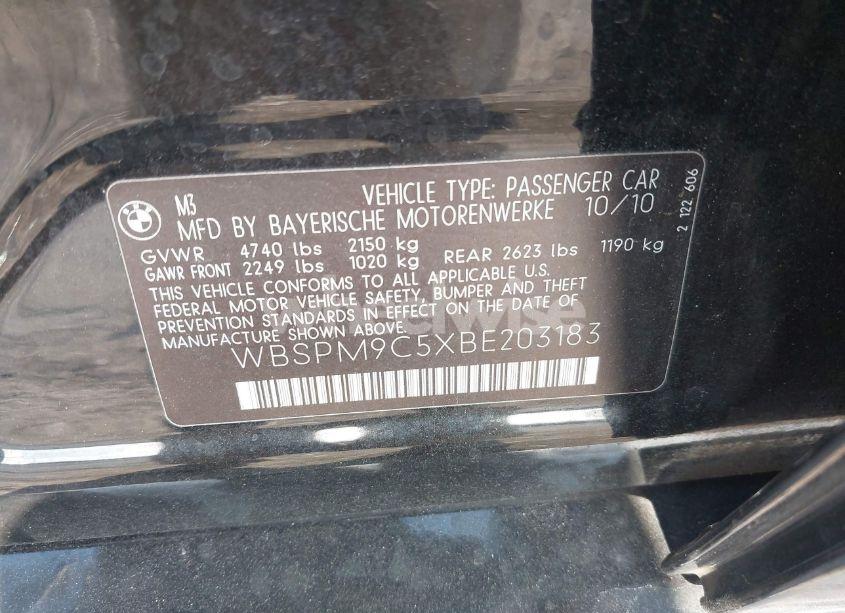 BMW
M3
VEHICLE TYPE: PASSENGER CAR
MFD BY BAYERISCHE MOTORENWERKE 10/10
GVWR 4740 lbs 2150 kg
GAWR FRONT 2249 lbs 1020 kg REAR 2623 lbs 1190 kg
THIS VEHICLE CONFORMS TO ALL APPLICABLE U.S.
FEDERAL MOTOR VEHICLE SAFETY, BUMPER AND THEFT
PREVENTION STANDARDS IN EFFECT ON THE DATE OF
MANUFACTURE SHOWN ABOVE.
WBSPM9C5XBE203183
2 122 606